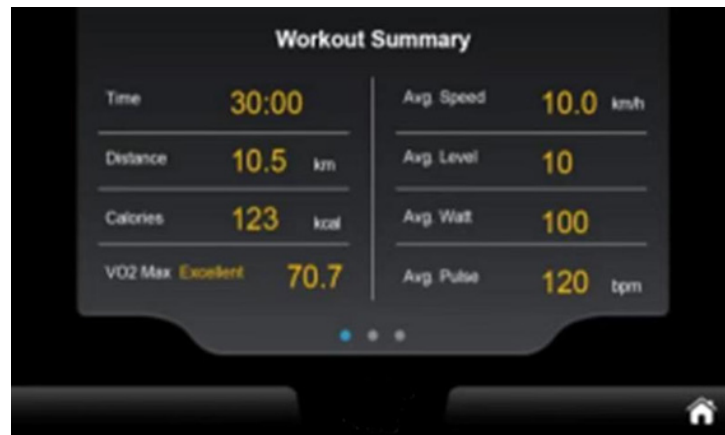 Workout Summary
Time 30:00
Distance 10.5 km
Calories 123 kcal
VO2 Max Excellent 70.7
Avg. Speed 10.0 km/h
Avg. Level 10
Avg. Watt 100
Avg. Pulse 120 bpm